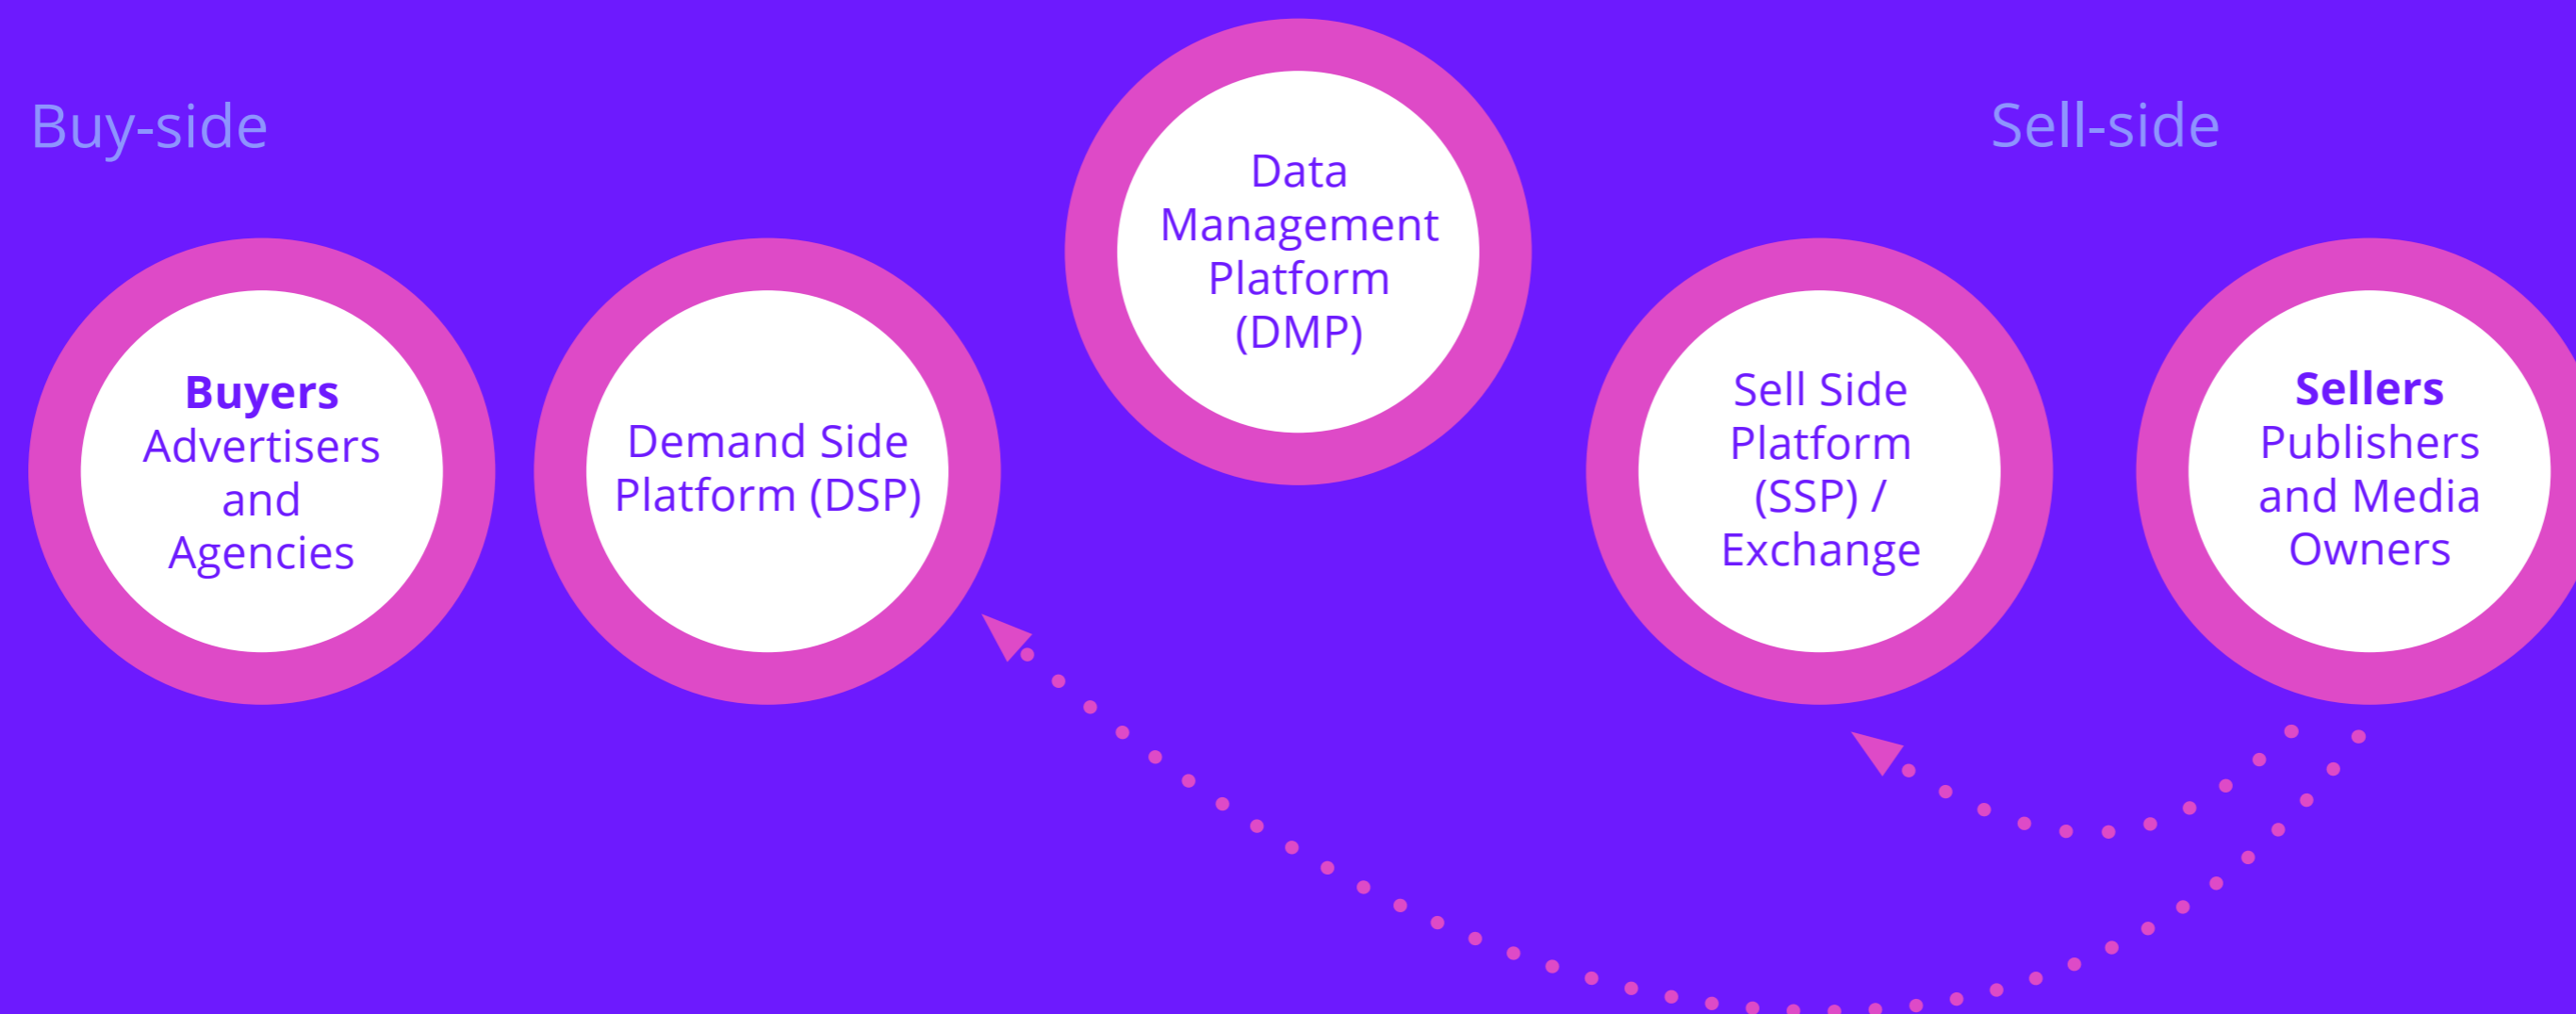 Buy-side
Sell-side
Buyers
Advertisers
and
Agencies
Demand Side
Platform (DSP)
Data
Management
Platform
(DMP)
Sell Side
Platform
(SSP) /
Exchange
Sellers
Publishers
and Media
Owners